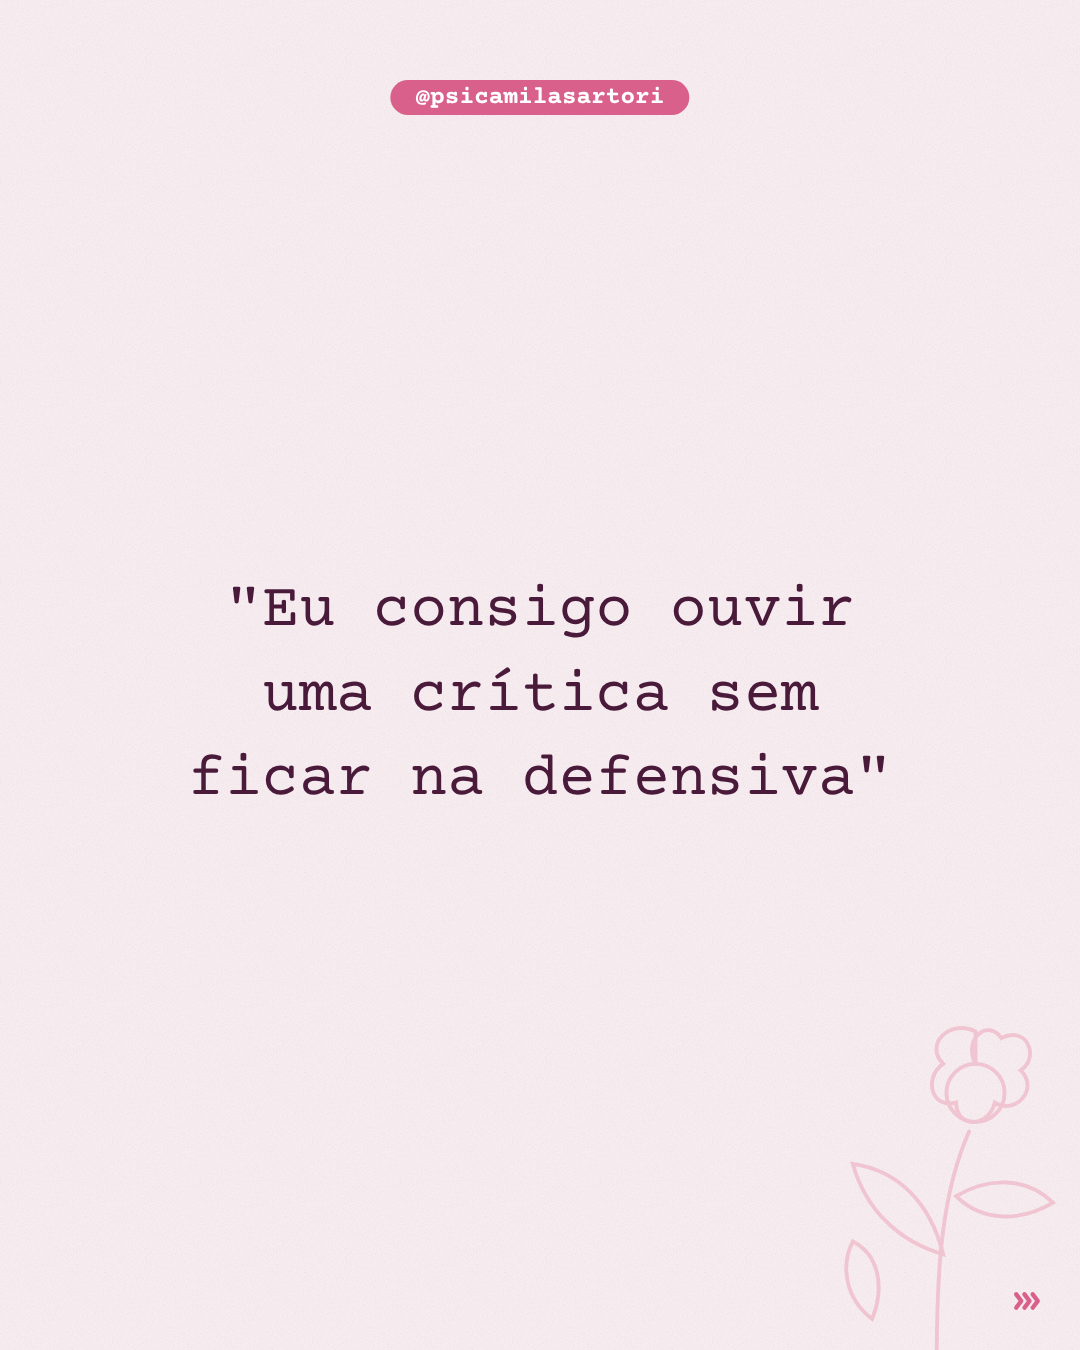 @psicamilasartori
"Eu consigo ouvir
uma crítica sem
ficar na defensiva"